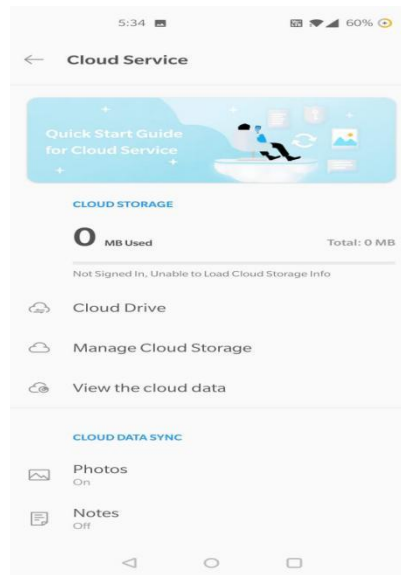 5:34
60%
Cloud Service
Quick Start Guide
for Cloud Service
CLOUD STORAGE
0 MB Used
Total: 0 MB
Not Signed In, Unable to Load Cloud Storage Info
Cloud Drive
Manage Cloud Storage
View the cloud data
CLOUD DATA SYNC
Photos
On
Notes
Off